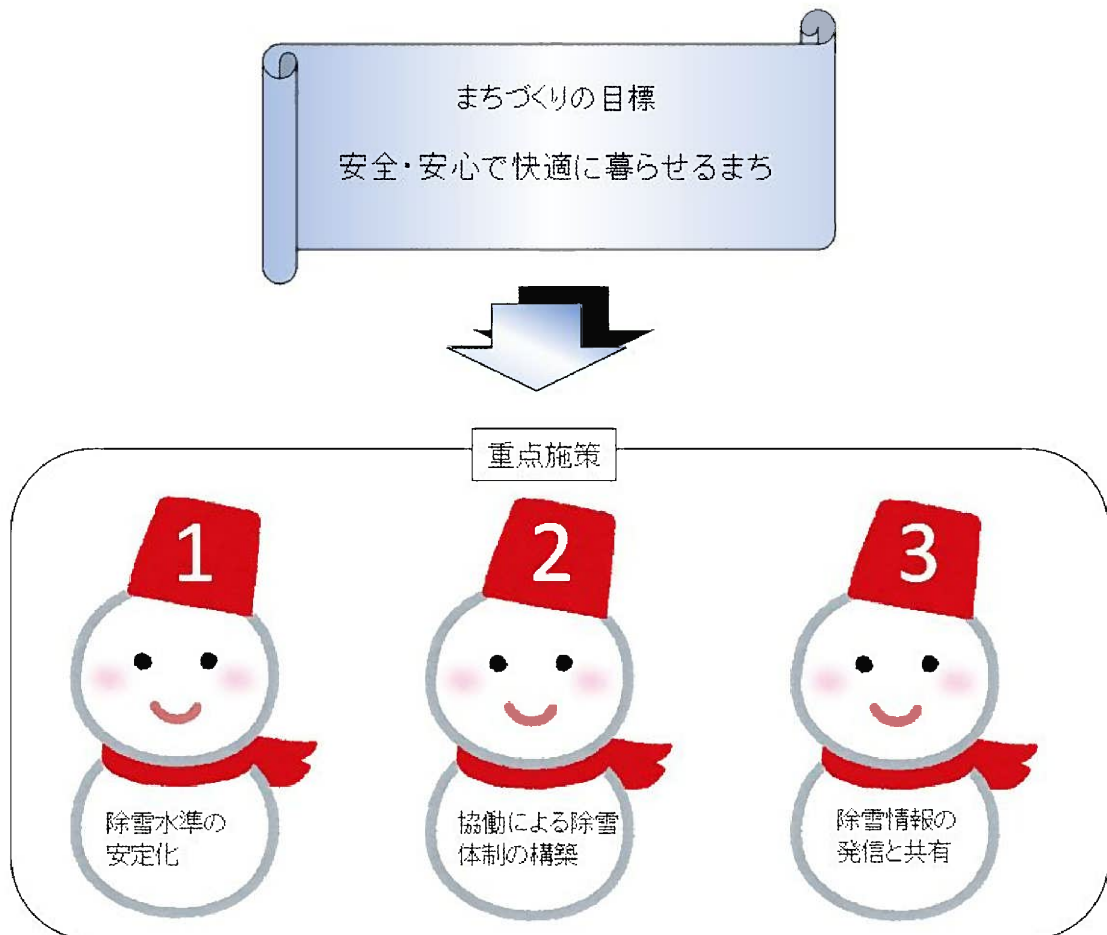 まちづくりの目標
安全・安心で快適に暮らせるまち
重点施策
1
2
3
除雪水準の
安定化
協働による除雪
体制の構築
除雪情報の
発信と共有